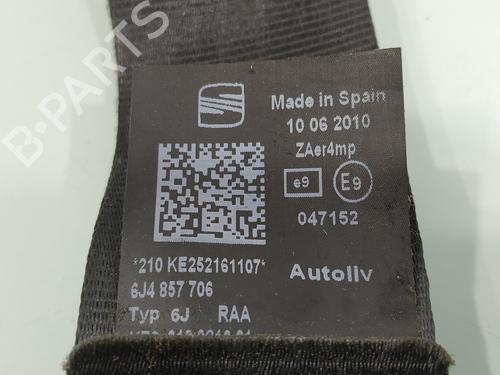 Made in Spain
10 06 2010
ZAer4mp
e9 E9
047152
*210 KE252161107*
Autoliv
6J4 857 706
Typ 6J RAA
B-PARTS